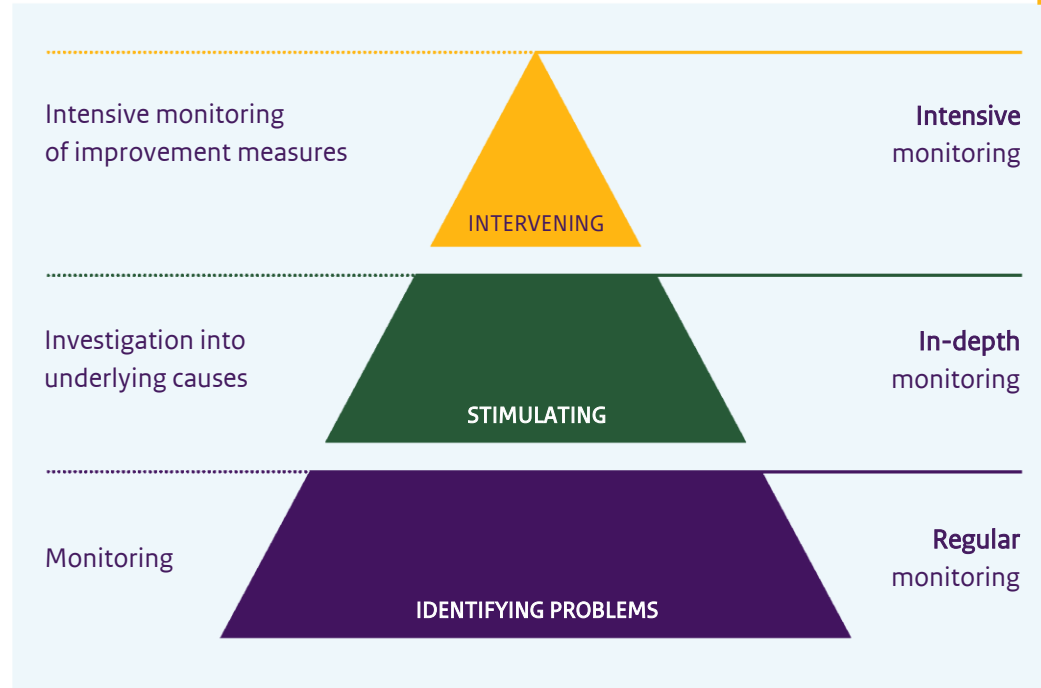 Intensive monitoring
of improvement measures
INTERVENING
Intensive
monitoring
Investigation into
underlying causes
STIMULATING
In-depth
monitoring
Monitoring
IDENTIFYING PROBLEMS
Regular
monitoring